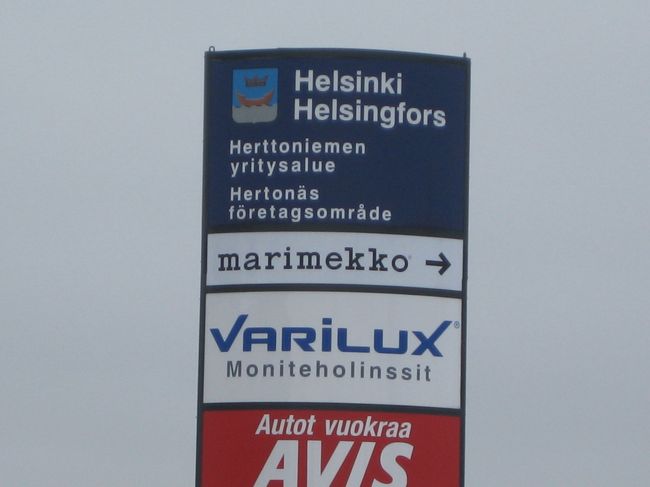 Helsinki
Helsingfors
Herttoniemen
yritysalue
Hertonäs
företagsområde
marimekko® →
VARiLUX®
Moniteholinssit
Autot vuokraa
AVIS